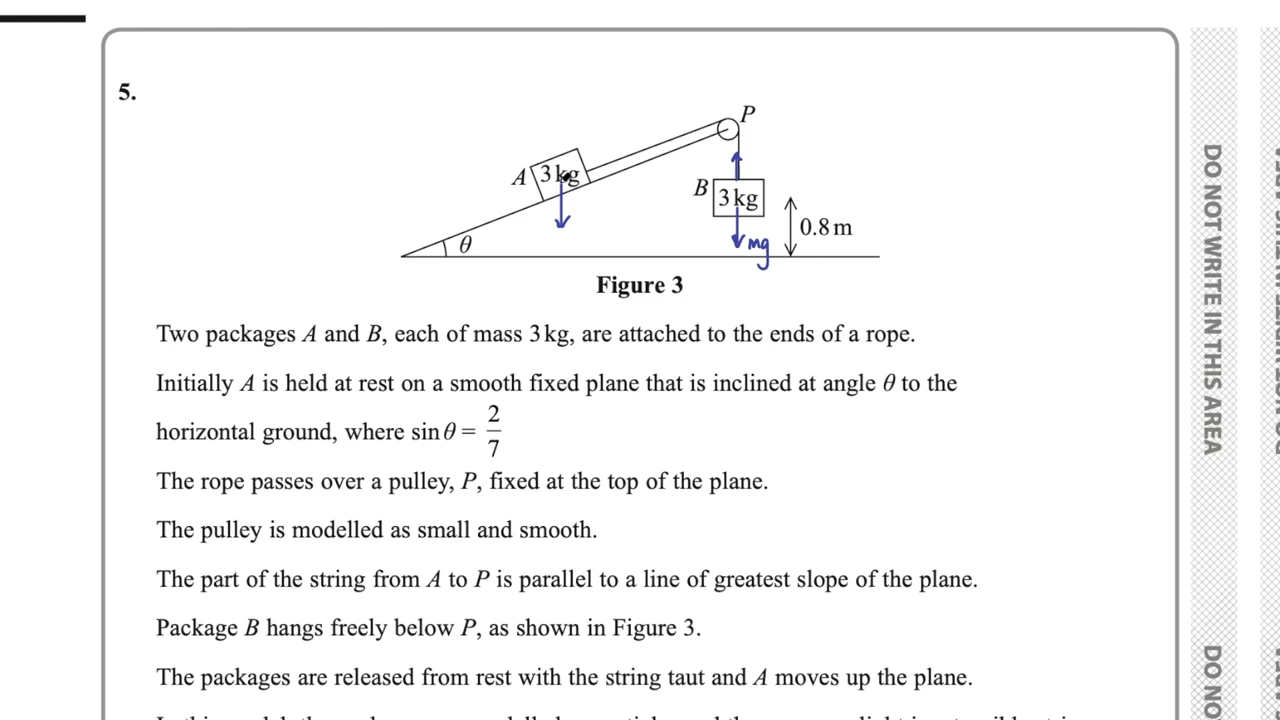 5.
P
A 3 kg
B 3 kg
0.8 m
θ
mg
Figure 3
Two packages A and B, each of mass 3 kg, are attached to the ends of a rope.
Initially A is held at rest on a smooth fixed plane that is inclined at angle θ to the
horizontal ground, where sin θ = 2/7
The rope passes over a pulley, P, fixed at the top of the plane.
The pulley is modelled as small and smooth.
The part of the string from A to P is parallel to a line of greatest slope of the plane.
Package B hangs freely below P, as shown in Figure 3.
The packages are released from rest with the string taut and A moves up the plane.
DO NOT WRITE IN THIS AREA
DO NO